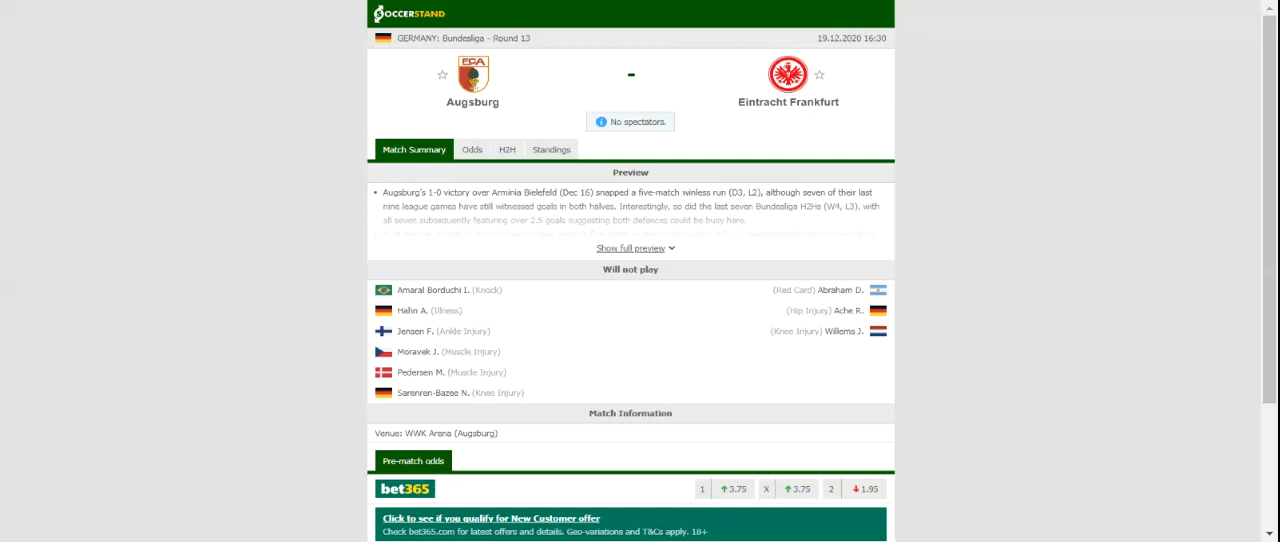 SOCCERSTAND
GERMANY: Bundesliga - Round 13 19.12.2020 16:30
FCA
-
Augsburg Eintracht Frankfurt
No spectators.
Match Summary Odds H2H Standings
Preview
Augsburg's 1-0 victory over Arminia Bielefeld (Dec 16) snapped a five-match winless run (D3, L2), although seven of their last
nine league games have still witnessed goals in both halves. Interestingly, so did the last seven Bundesliga H2Hs (W4, L3), with
all seven subsequently featuring over 2.5 goals suggesting both defences could be busy here.
Show full preview
Will not play
Amaral Borduchi I. (Knock) (Red Card) Abraham D.
Hahn A. (Illness) (Hip Injury) Ache R.
Jensen F. (Ankle Injury) (Knee Injury) Willems J.
Moravek J. (Muscle Injury)
Pedersen M. (Muscle Injury)
Sarenren-Bazee N. (Knee Injury)
Match Information
Venue: WWK Arena (Augsburg)
Pre-match odds
bet365 1 3.75 X 3.75 2 1.95
Click to see if you qualify for New Customer offer
Check bet365.com for latest offers and details. Geo-variations and T&Cs apply. 18+